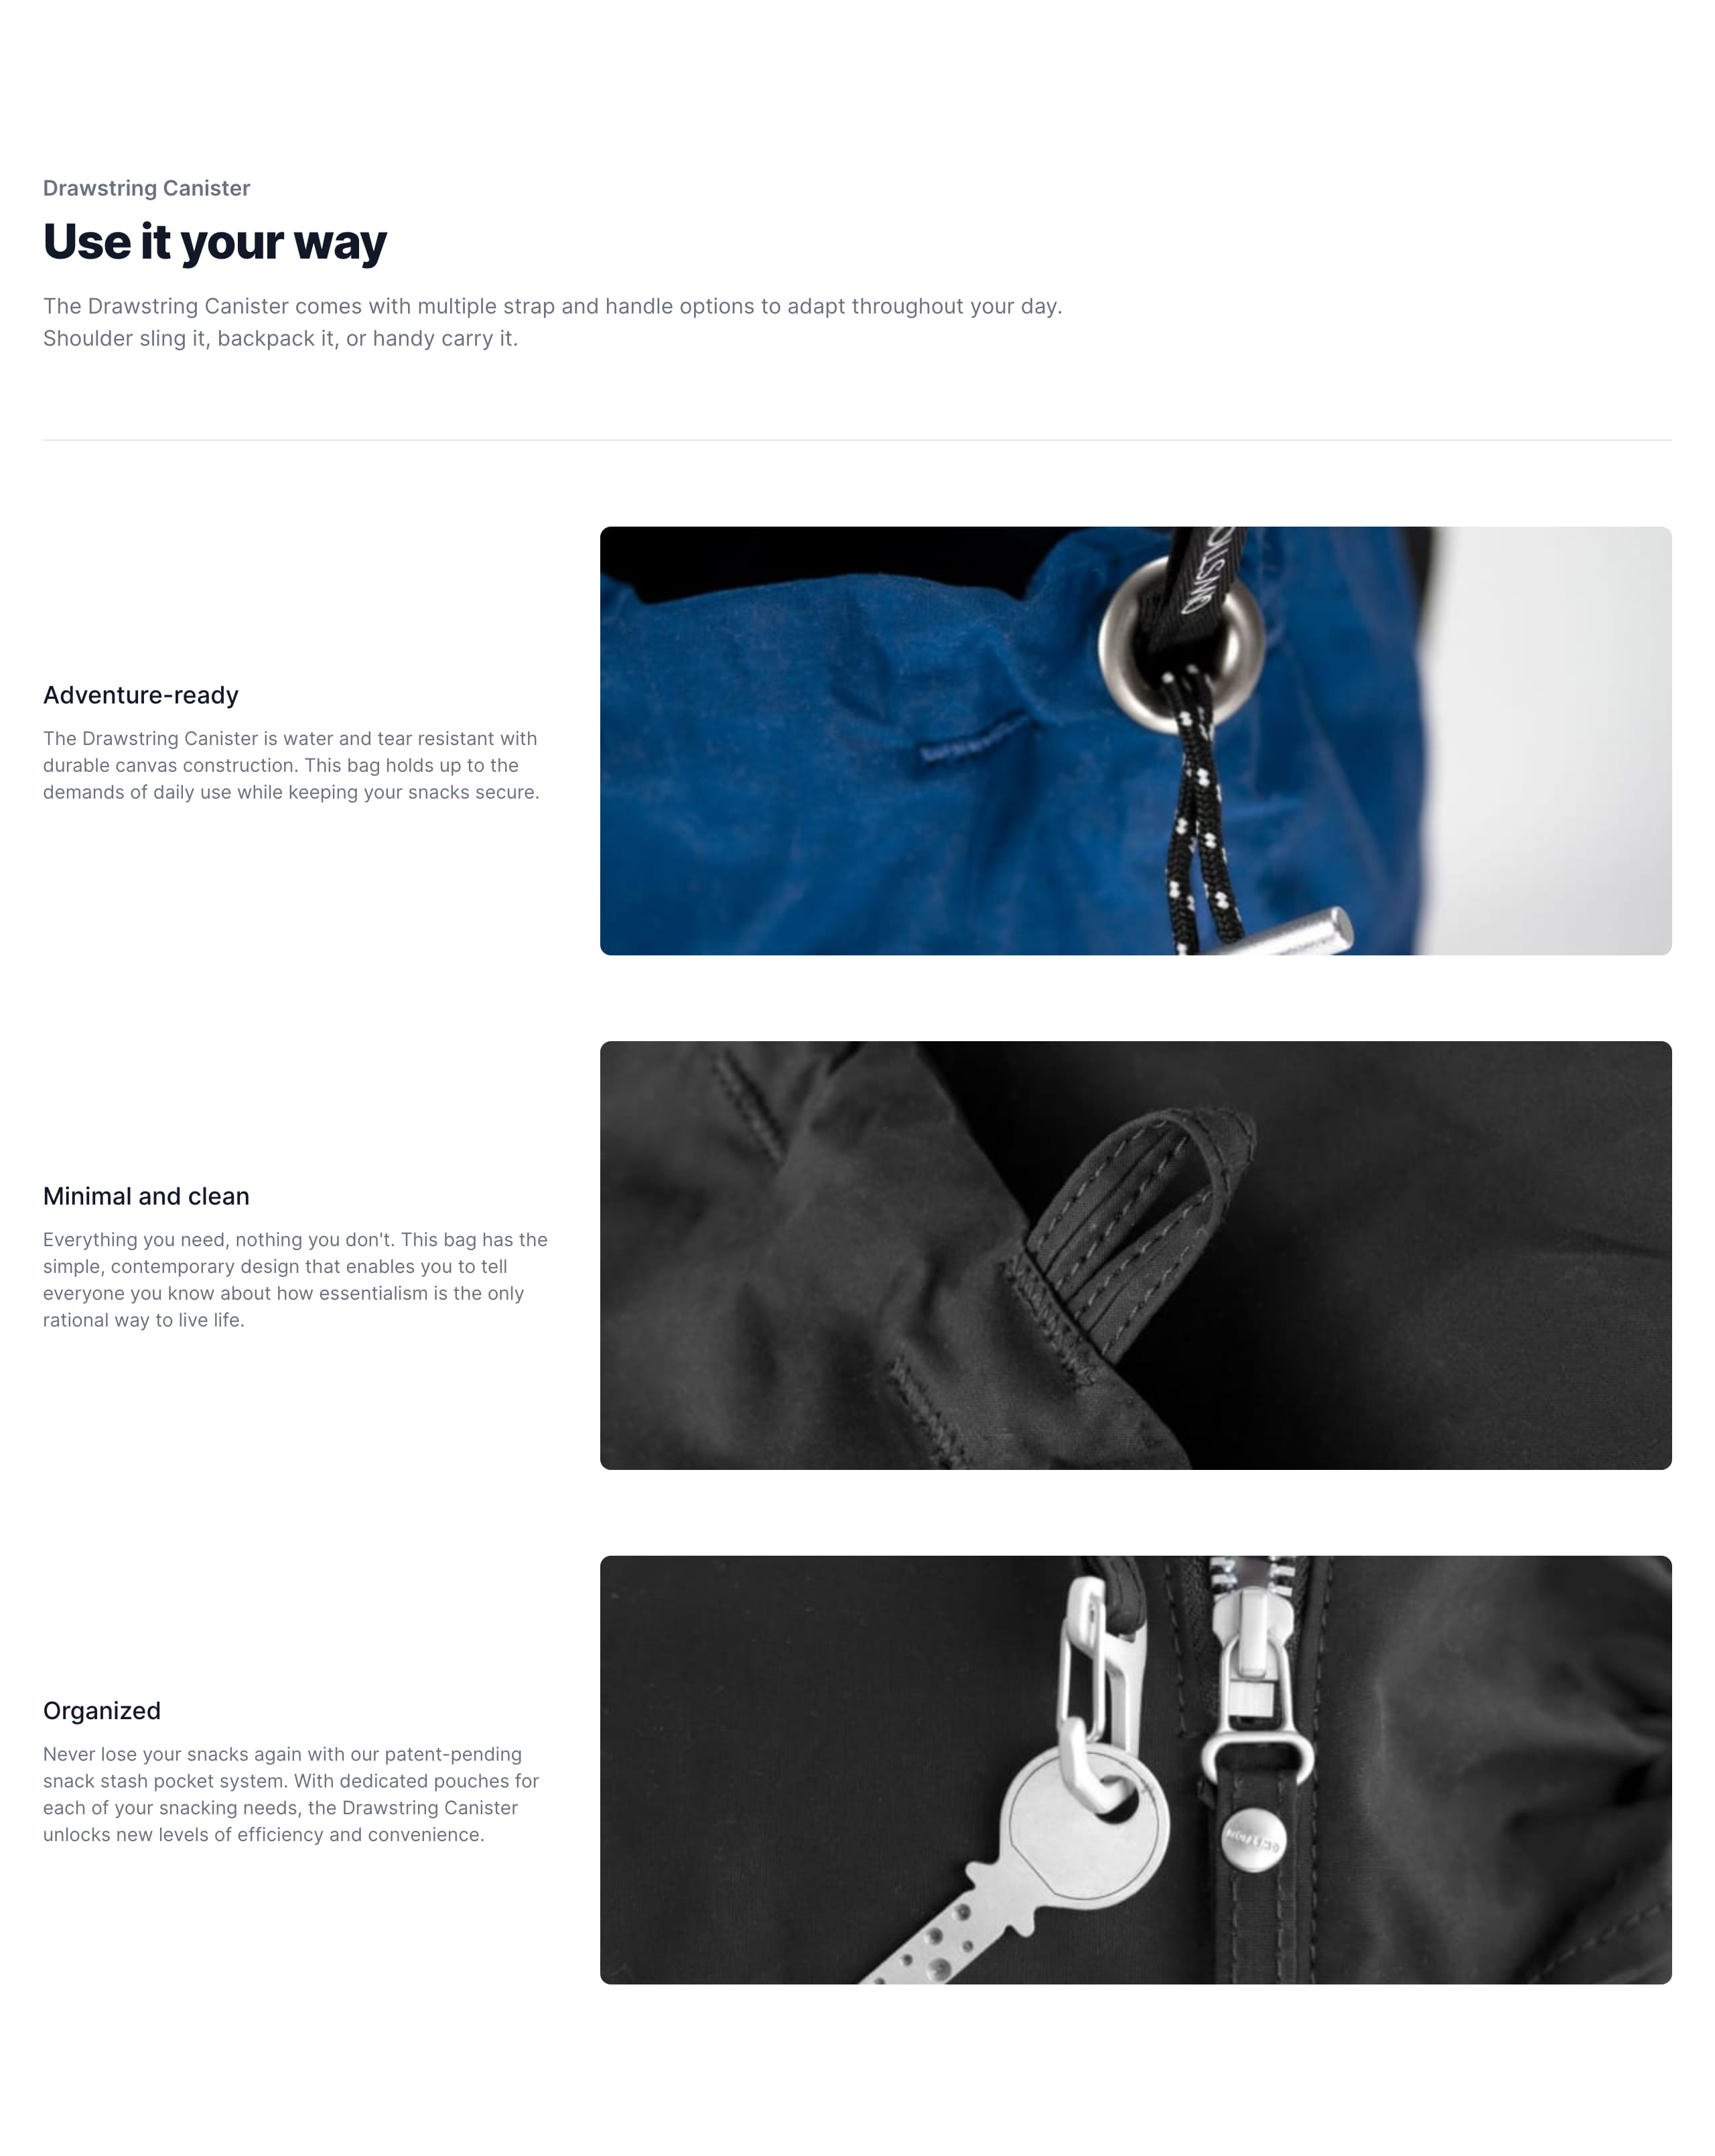 Drawstring Canister
Use it your way
The Drawstring Canister comes with multiple strap and handle options to adapt throughout your day.
Shoulder sling it, backpack it, or handy carry it.
QWSTIO
Adventure-ready
The Drawstring Canister is water and tear resistant with
durable canvas construction. This bag holds up to the
demands of daily use while keeping your snacks secure.
Minimal and clean
Everything you need, nothing you don't. This bag has the
simple, contemporary design that enables you to tell
everyone you know about how essentialism is the only
rational way to live life.
Organized
Never lose your snacks again with our patent-pending
snack stash pocket system. With dedicated pouches for
each of your snacking needs, the Drawstring Canister
unlocks new levels of efficiency and convenience.